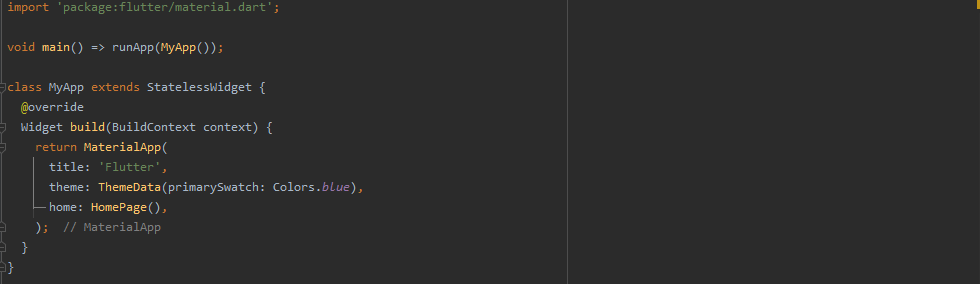 import 'package:flutter/material.dart';
void main() => runApp(MyApp());
class MyApp extends StatelessWidget {
@override
Widget build(BuildContext context) {
return MaterialApp(
title: 'Flutter',
theme: ThemeData(primarySwatch: Colors.blue),
home: HomePage(),
); // MaterialApp
}
}